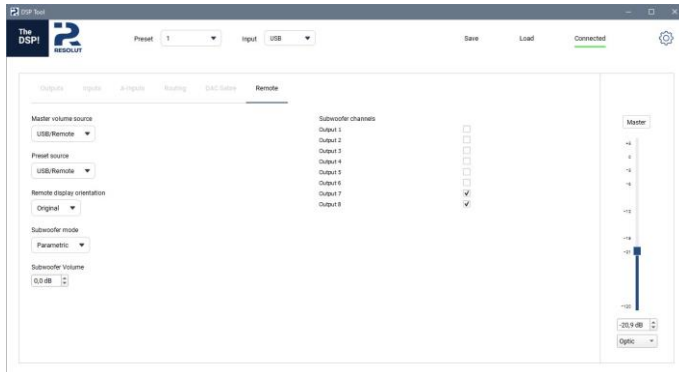 DSP Tool
The
DSP!
RESOLUT
Preset 1 Input USB Save Load Connected
Outputs Inputs Routing DAC Remote
Master volume source
USB/Remote
Preset source
USB/Remote
Remote display orientation
Original
Subwoofer mode
Parametric
Subwoofer Volume
0,0 dB
Subwoofer channels
Output 1
Output 2
Output 3
Output 4
Output 5
Output 6
Output 7
Output 8
Master
-20,9 dB
Optic